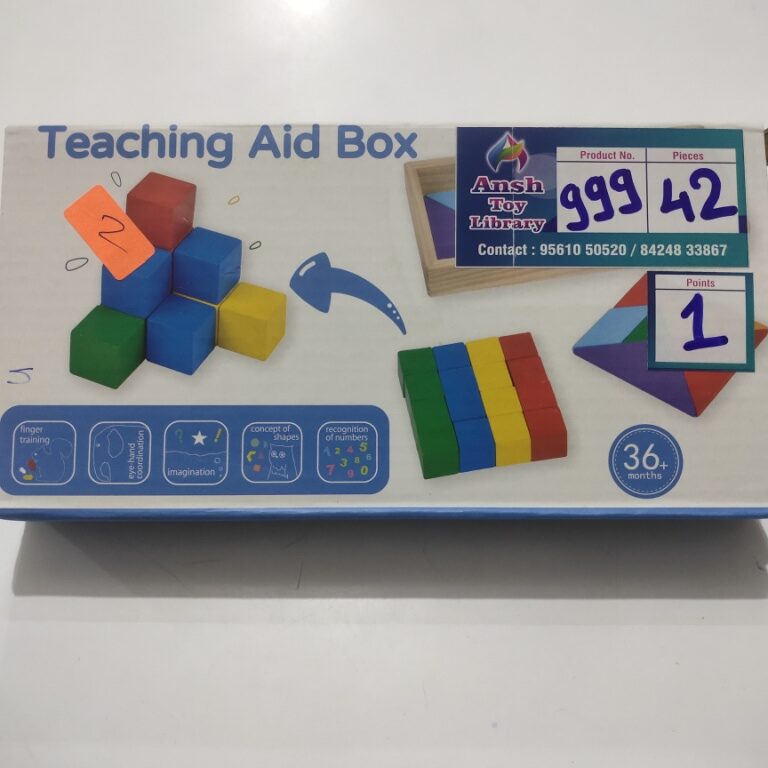 Teaching Aid Box
Ansh
Toy
Library
Product No.
Pieces
999
42
Contact : 95610 50520 / 84248 33867
Points
1
2
finger
training
eye-hand
coordination
imagination
concept of
shapes
recognition
of numbers
36+
months